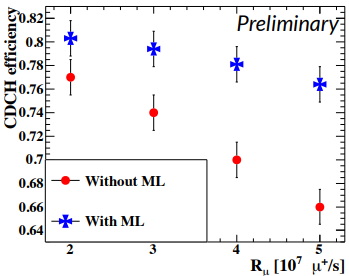 Preliminary
CDCH efficiency
0.82
0.8
0.78
0.76
0.74
0.72
0.7
0.68
0.66
0.64
Without ML
With ML
2 3 4 5
R_μ [10⁷ μ⁺/s]